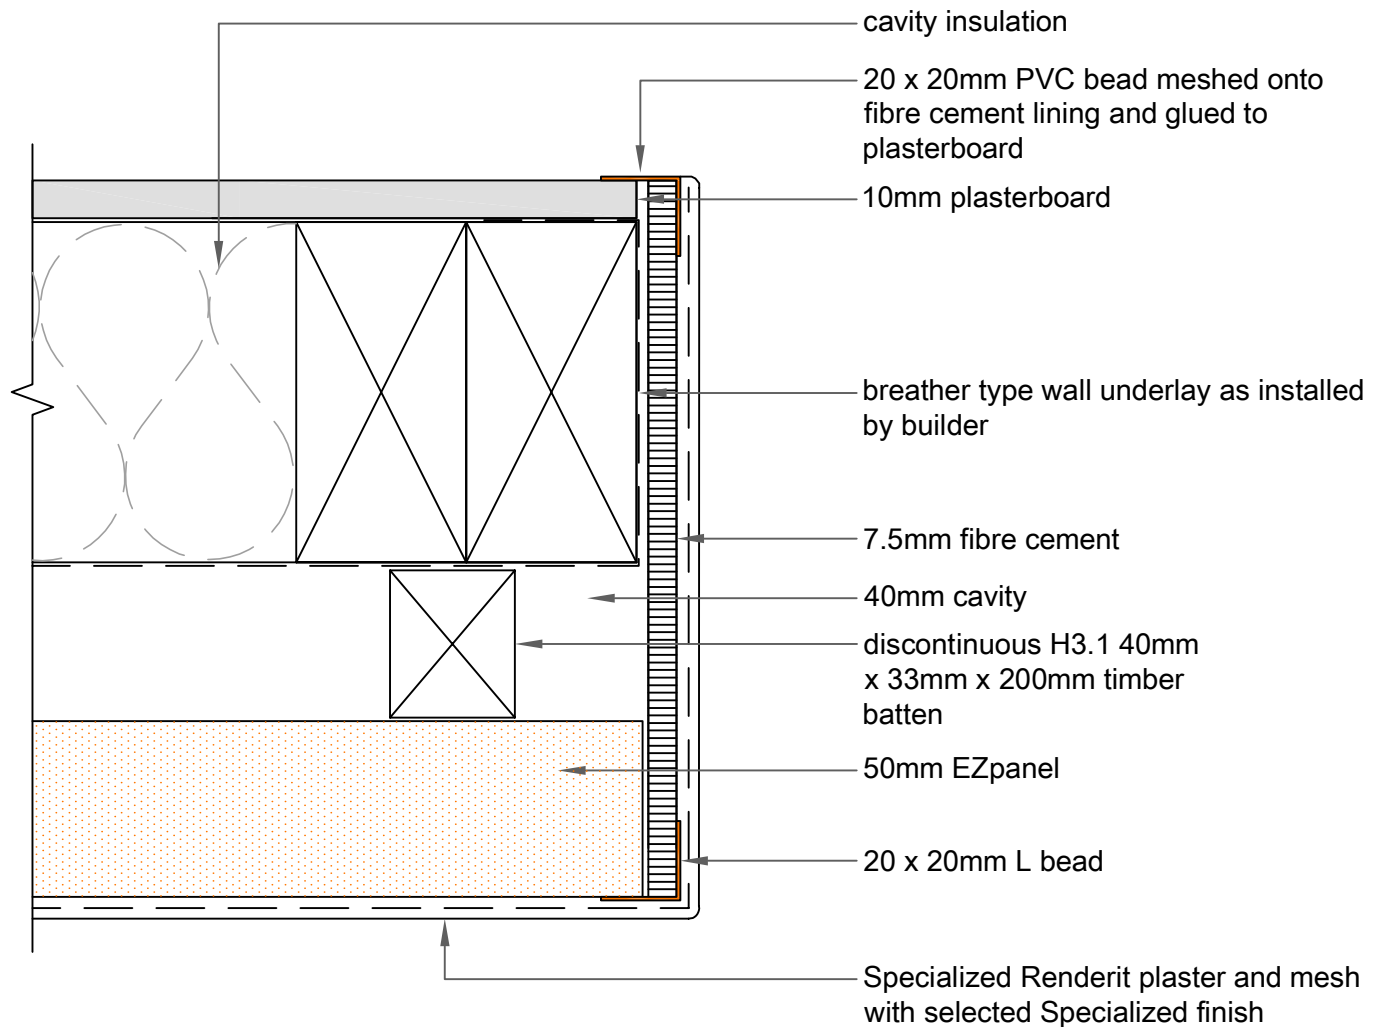 cavity insulation
20 x 20mm PVC bead meshed onto
fibre cement lining and glued to
plasterboard
10mm plasterboard
breather type wall underlay as installed
by builder
7.5mm fibre cement
40mm cavity
discontinuous H3.1 40mm
x 33mm x 200mm timber
batten
50mm EZpanel
20 x 20mm L bead
Specialized Renderit plaster and mesh
with selected Specialized finish